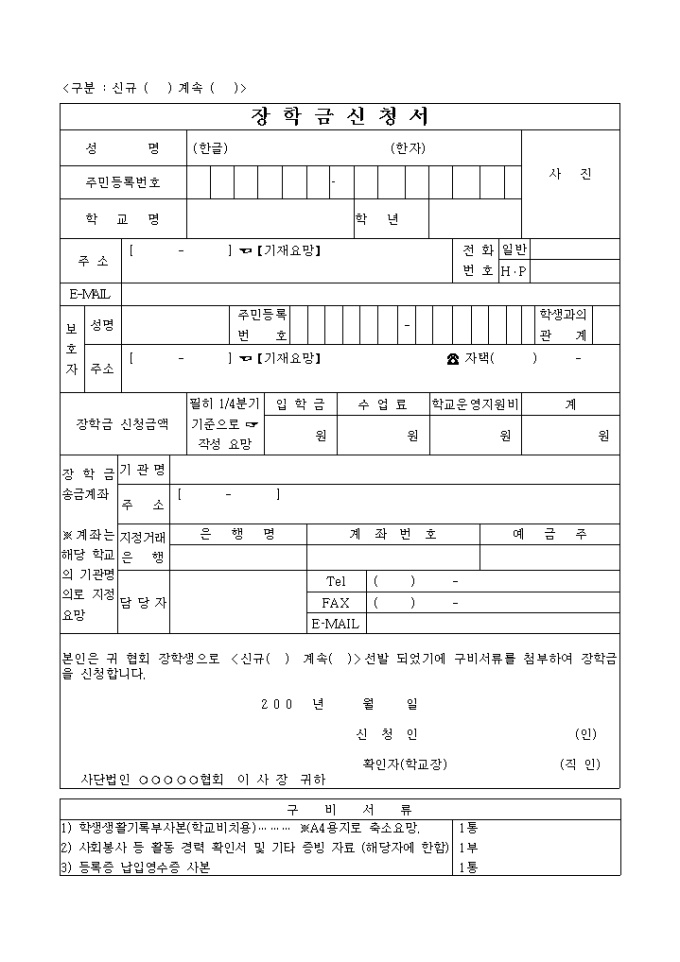 <구분 : 신규 (   ) 계속 (   )>
장 학 금 신 청 서
성 명 (한글) (한자)
사 진
주민등록번호 -
학 교 명 학 년
주 소 [ - ] ☜【기재요망】 전 화 일반
번 호 H·P
E-MAIL
보호자 성명 주민등록 번 호 - 학생과의 관 계
주소 [ - ] ☜【기재요망】 ☎ 자택( ) -
장학금 신청금액 필히 1/4분기 입 학 금 수 업 료 학교운영지원비 계
기준으로 ☞
작성 요망 원 원 원 원
장 학 금 기 관 명
송금계좌 주 소 [ - ]
※계좌는 지정거래 은 행 명 계 좌 번 호 예 금 주
해당 학교 은 행
의 기관명 Tel ( ) -
의로 지정 담 당 자 FAX ( ) -
요망 E-MAIL
본인은 귀 협회 장학생으로 <신규( ) 계속( )>선발 되었기에 구비서류를 첨부하여 장학금
을 신청합니다.
200 년 월 일
신 청 인 (인)
확인자(학교장) (직 인)
사단법인 ○○○○○협회 이 사 장 귀하
구 비 서 류
1) 학생생활기록부사본(학교비치용)……… ※A4용지로 축소요망. 1통
2) 사회봉사 등 활동 경력 확인서 및 기타 증빙 자료 (해당자에 한함) 1부
3) 등록증 납입영수증 사본 1통